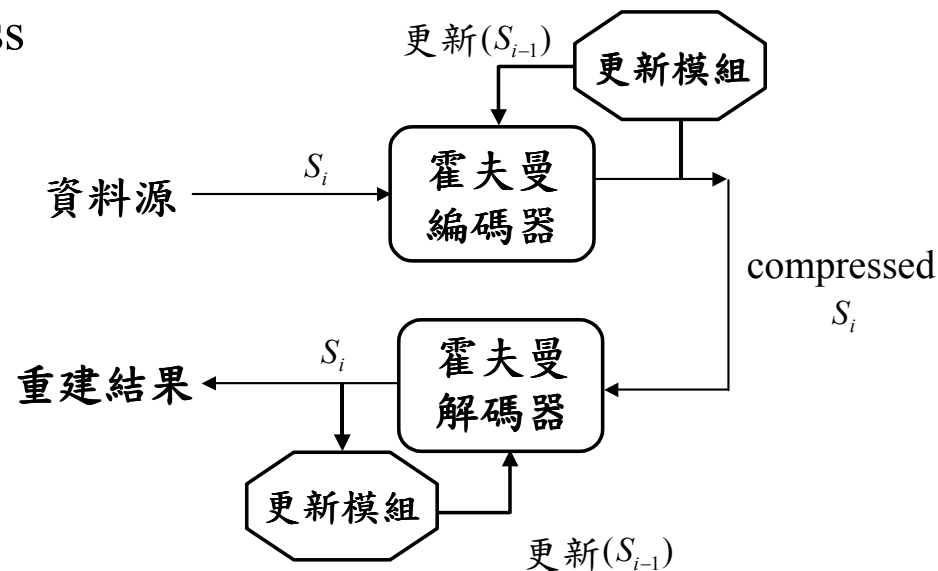 ss
更新(S_{i-1})
更新模組
S_i
霍夫曼
編碼器
資料源
compressed
S_i
S_i
霍夫曼
解碼器
重建結果
更新模組
更新(S_{i-1})